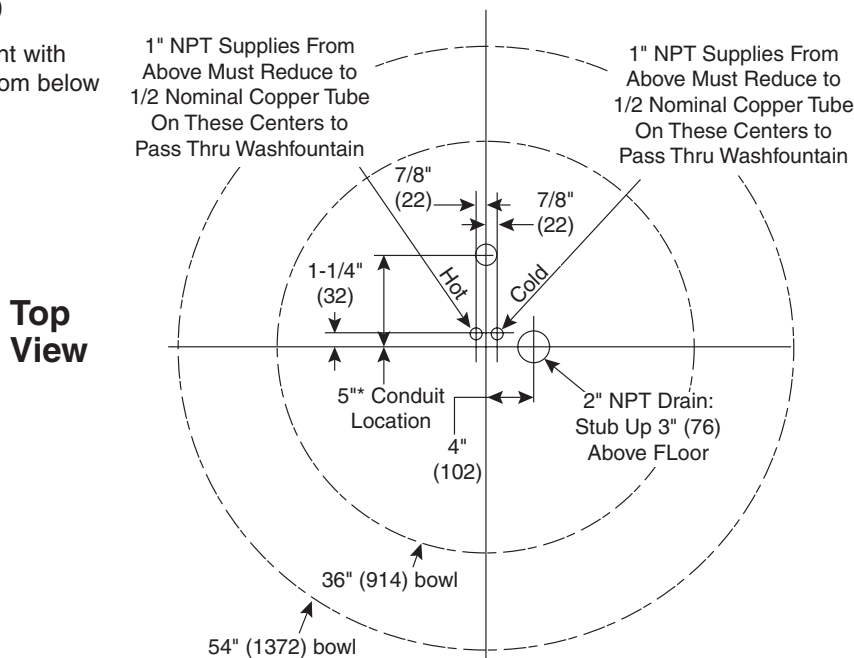 )
nt with
om below
1" NPT Supplies From
Above Must Reduce to
1/2 Nominal Copper Tube
On These Centers to
Pass Thru Washfountain
1" NPT Supplies From
Above Must Reduce to
1/2 Nominal Copper Tube
On These Centers to
Pass Thru Washfountain
7/8"
(22)
7/8"
(22)
1-1/4"
(32)
Hot
Cold
Top
View
5"* Conduit
Location
4"
(102)
2" NPT Drain:
Stub Up 3" (76)
Above FLoor
36" (914) bowl
54" (1372) bowl